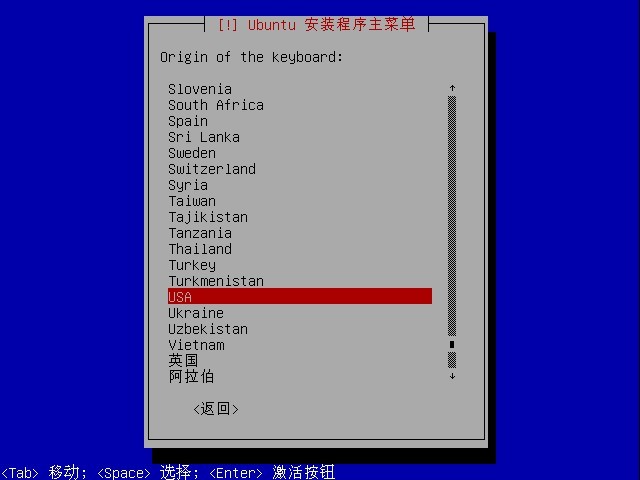 [!] Ubuntu 安装程序主菜单
Origin of the keyboard:
Slovenia
South Africa
Spain
Sri Lanka
Sweden
Switzerland
Syria
Taiwan
Tajikistan
Tanzania
Thailand
Turkey
Turkmenistan
USA
Ukraine
Uzbekistan
Vietnam
英国
阿拉伯
<返回>
<Tab> 移动; <Space> 选择; <Enter> 激活按钮